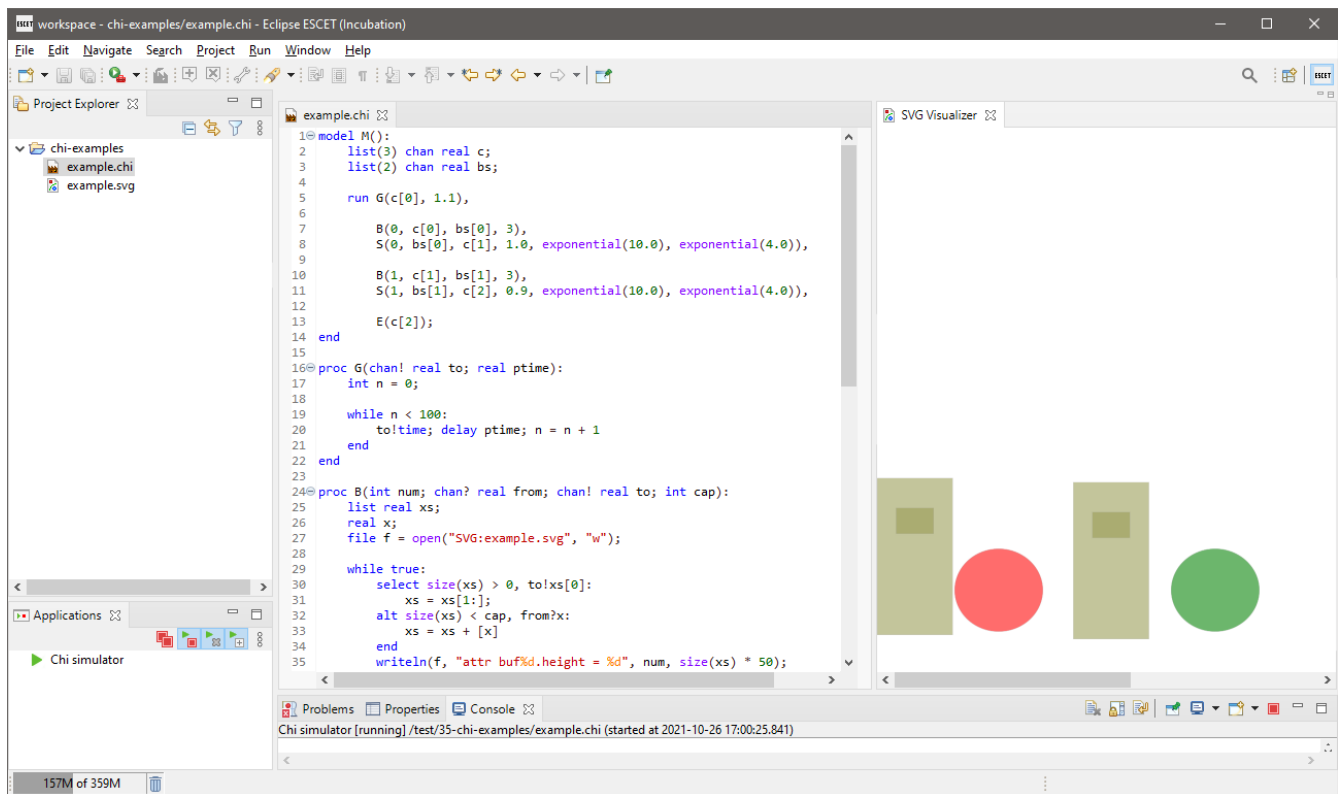 workspace - chi-examples/example.chi - Eclipse ESCET (Incubation)
File Edit Navigate Search Project Run Window Help
ESCET
Project Explorer
chi-examples
example.chi
example.svg
Applications
Chi simulator
example.chi
1 model M():
2     list(3) chan real c;
3     list(2) chan real bs;
4
5     run G(c[0], 1.1),
6
7         B(0, c[0], bs[0], 3),
8         S(0, bs[0], c[1], 1.0, exponential(10.0), exponential(4.0)),
9
10         B(1, c[1], bs[1], 3),
11         S(1, bs[1], c[2], 0.9, exponential(10.0), exponential(4.0)),
12
13         E(c[2]);
14 end
15
16 proc G(chan! real to; real ptime):
17     int n = 0;
18
19     while n < 100:
20         to!time; delay ptime; n = n + 1
21     end
22 end
23
24 proc B(int num; chan? real from; chan! real to; int cap):
25     list real xs;
26     real x;
27     file f = open("SVG:example.svg", "w");
28
29     while true:
30         select size(xs) > 0, to!xs[0]:
31             xs = xs[1:];
32         alt size(xs) < cap, from?x:
33             xs = xs + [x]
34         end
35         writeln(f, "attr buf%d.height = %d", num, size(xs) * 50);
SVG Visualizer
Problems Properties Console
Chi simulator [running] /test/35-chi-examples/example.chi (started at 2021-10-26 17:00:25.841)
157M of 359M